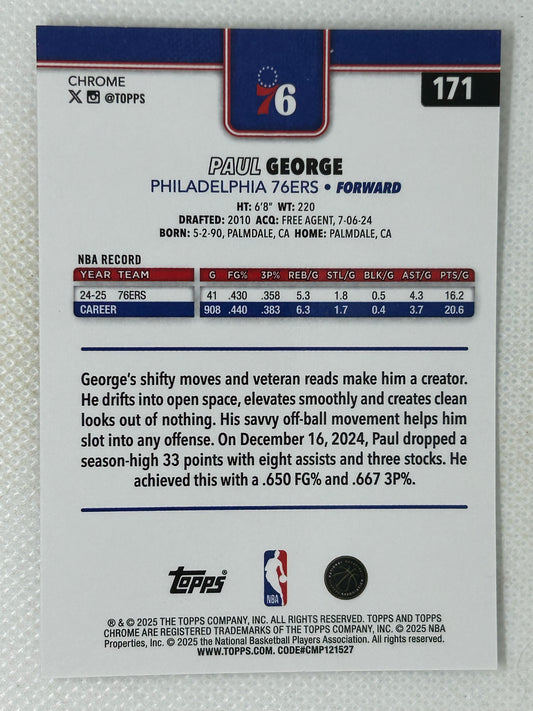 CHROME
@TOPPS
76
171
PAUL GEORGE
PHILADELPHIA 76ERS • FORWARD
HT: 6'8" WT: 220
DRAFTED: 2010 ACQ: FREE AGENT, 7-06-24
BORN: 5-2-90, PALMDALE, CA HOME: PALMDALE, CA
NBA RECORD
YEAR TEAM G FG% 3P% REB/G STL/G BLK/G AST/G PTS/G
24-25 76ERS 41 .430 .358 5.3 1.8 0.5 4.3 16.2
CAREER 908 .440 .383 6.3 1.7 0.4 3.7 20.6
George's shifty moves and veteran reads make him a creator.
He drifts into open space, elevates smoothly and creates clean
looks out of nothing. His savvy off-ball movement helps him
slot into any offense. On December 16, 2024, Paul dropped a
season-high 33 points with eight assists and three stocks. He
achieved this with a .650 FG% and .667 3P%.
Topps®
NBA
® & © 2025 THE TOPPS COMPANY, INC. ALL RIGHTS RESERVED. TOPPS AND TOPPS
CHROME ARE REGISTERED TRADEMARKS OF THE TOPPS COMPANY, INC. © 2025 NBA
Properties, Inc. © 2025 the National Basketball Players Association. All rights reserved.
WWW.TOPPS.COM. CODE#CMP121527